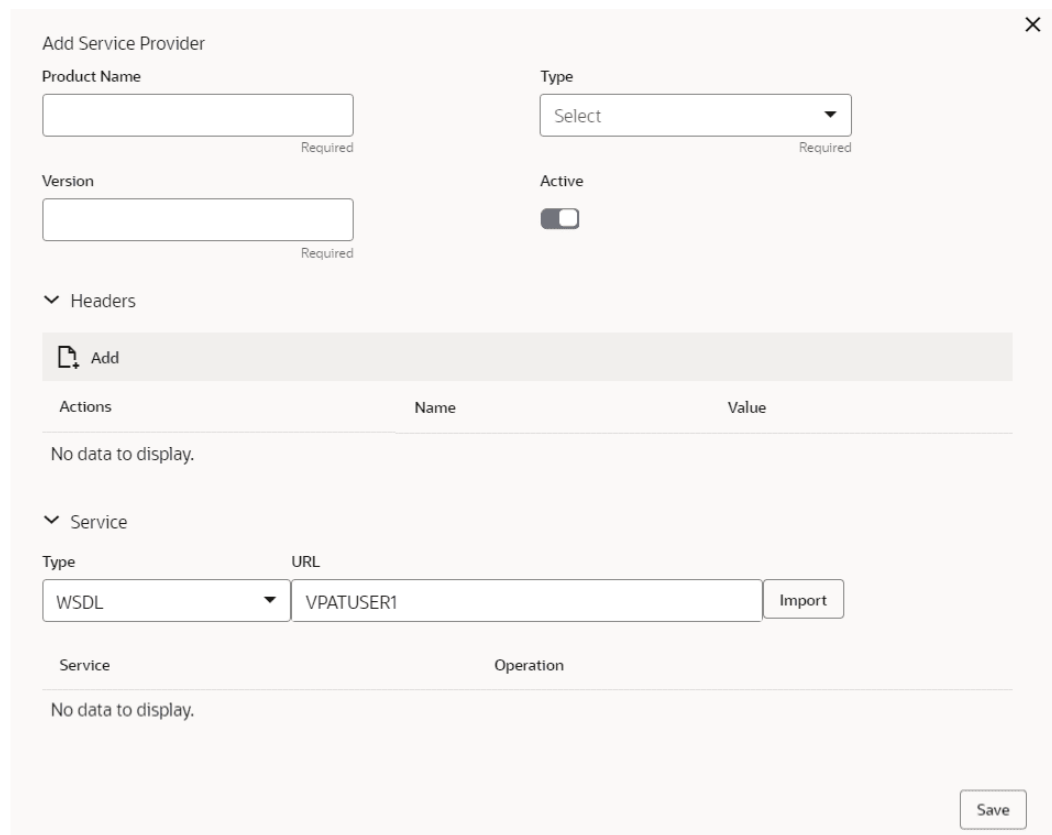 Add Service Provider
Product Name Type
Select
Required Required
Version Active
Required
Headers
Add
Actions Name Value
No data to display.
Service
Type URL
WSDL VPATUSER1 Import
Service Operation
No data to display.
Save